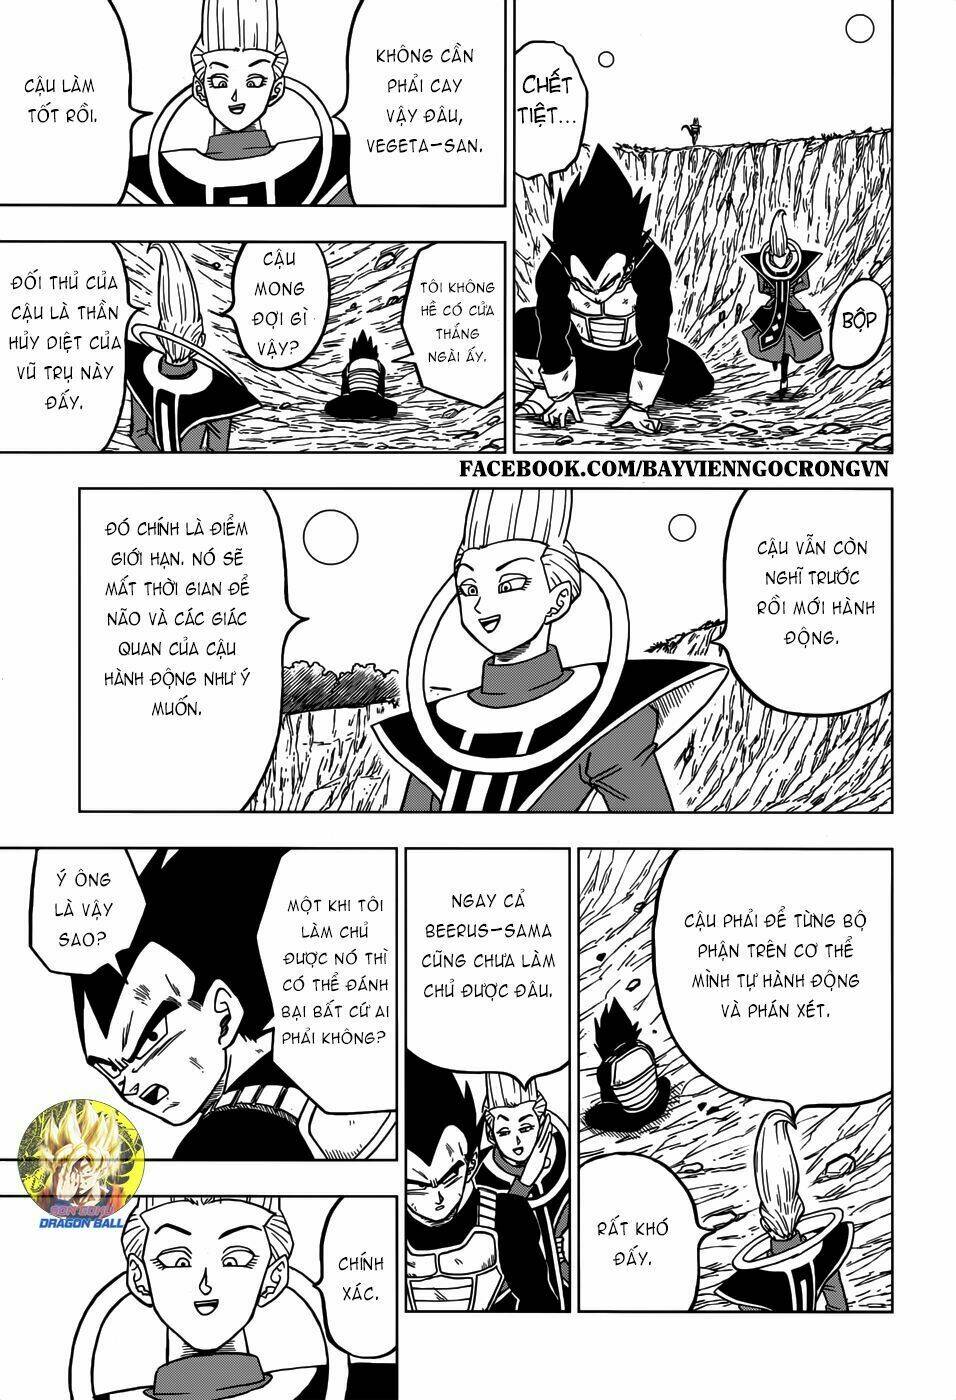 CHẾT
TIỆT...
BỘP
KHÔNG CẦN
PHẢI CAY
VẬY ĐÂU,
VEGETA-SAN.
CẬU LÀM
TỐT RỒI.
TÔI KHÔNG
HỀ CÓ CỬA
THẮNG
NGÀI ẤY.
CẬU
MONG
ĐỢI GÌ
VẬY?
ĐỐI THỦ CỦA
CẬU LÀ THẦN
HỦY DIỆT CỦA
VŨ TRỤ NÀY
ĐẤY.
FACEBOOK.COM/BAYVIENNGOCRONGVN
CẬU VẪN CÒN
NGHĨ TRƯỚC
RỒI MỚI HÀNH
ĐỘNG.
ĐÓ CHÍNH LÀ ĐIỂM
GIỚI HẠN. NÓ SẼ
MẤT THỜI GIAN ĐỂ
NÃO VÀ CÁC GIÁC
QUAN CỦA CẬU
HÀNH ĐỘNG NHƯ Ý
MUỐN.
CẬU PHẢI ĐỂ TỪNG BỘ
PHẬN TRÊN CƠ THỂ
MÌNH TỰ HÀNH ĐỘNG
VÀ PHÁN XÉT.
RẤT KHÓ
ĐẤY.
NGAY CẢ
BEERUS-SAMA
CŨNG CHƯA LÀM
CHỦ ĐƯỢC ĐÂU.
MỘT KHI TÔI
LÀM CHỦ
ĐƯỢC NÓ THÌ
CÓ THỂ ĐÁNH
BẠI BẤT CỨ AI
PHẢI KHÔNG?
Ý ÔNG
LÀ VẬY
SAO?
CHÍNH
XÁC.
SON GOKU
DRAGON BALL